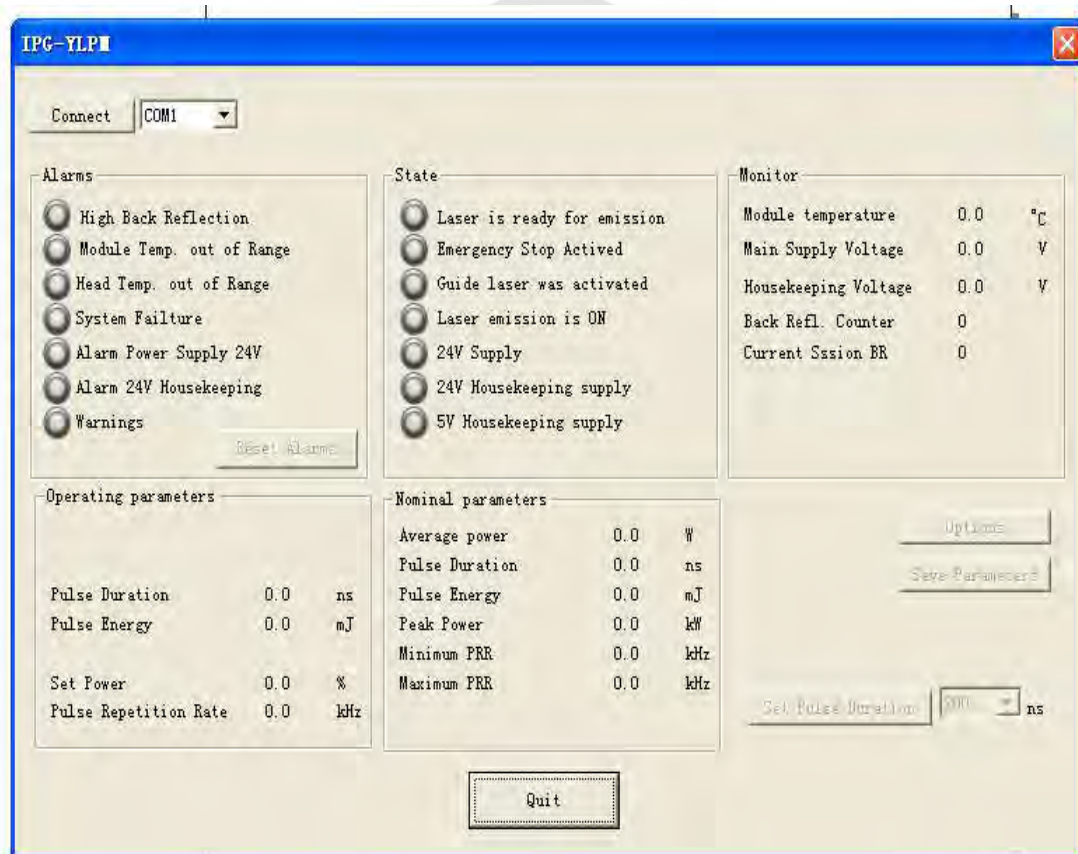 IPG-YLPM
Connect
COM1
Alarms
High Back Reflection
Module Temp. out of Range
Head Temp. out of Range
System Failture
Alarm Power Supply 24V
Alarm 24V Housekeeping
Warnings
Reset Alarms
State
Laser is ready for emission
Emergency Stop Actived
Guide laser was activated
Laser emission is ON
24V Supply
24V Housekeeping supply
5V Housekeeping supply
Monitor
Module temperature 0.0 °C
Main Supply Voltage 0.0 V
Housekeeping Voltage 0.0 V
Back Refl. Counter 0
Current Sssion BR 0
Operating parameters
Pulse Duration 0.0 ns
Pulse Energy 0.0 mJ
Set Power 0.0 %
Pulse Repetition Rate 0.0 kHz
Nominal parameters
Average power 0.0 W
Pulse Duration 0.0 ns
Pulse Energy 0.0 mJ
Peak Power 0.0 kW
Minimum PRR 0.0 kHz
Maximum PRR 0.0 kHz
Options
Save Parameters
Set Pulse Duration
ns
Quit